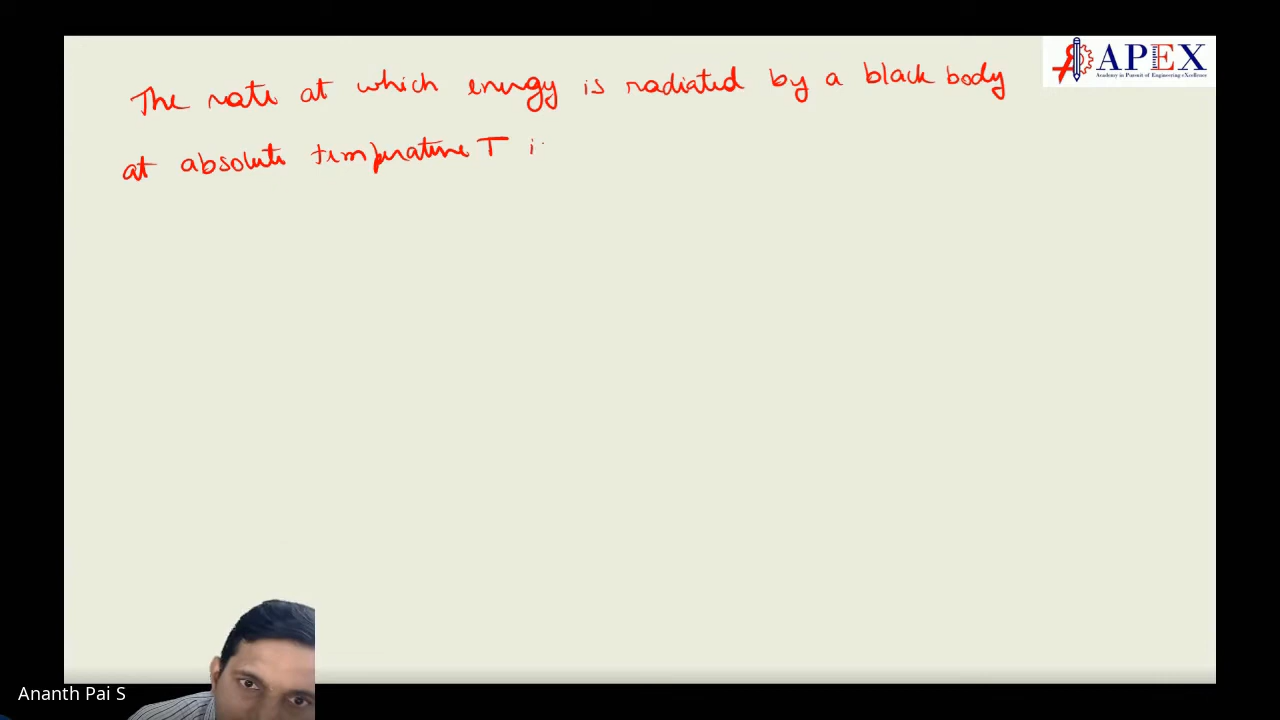 The rate at which energy is radiated by a black body
at absolute temperature T i
APEX
Academy in Pursuit of Engineering eXcellence
Ananth Pai S